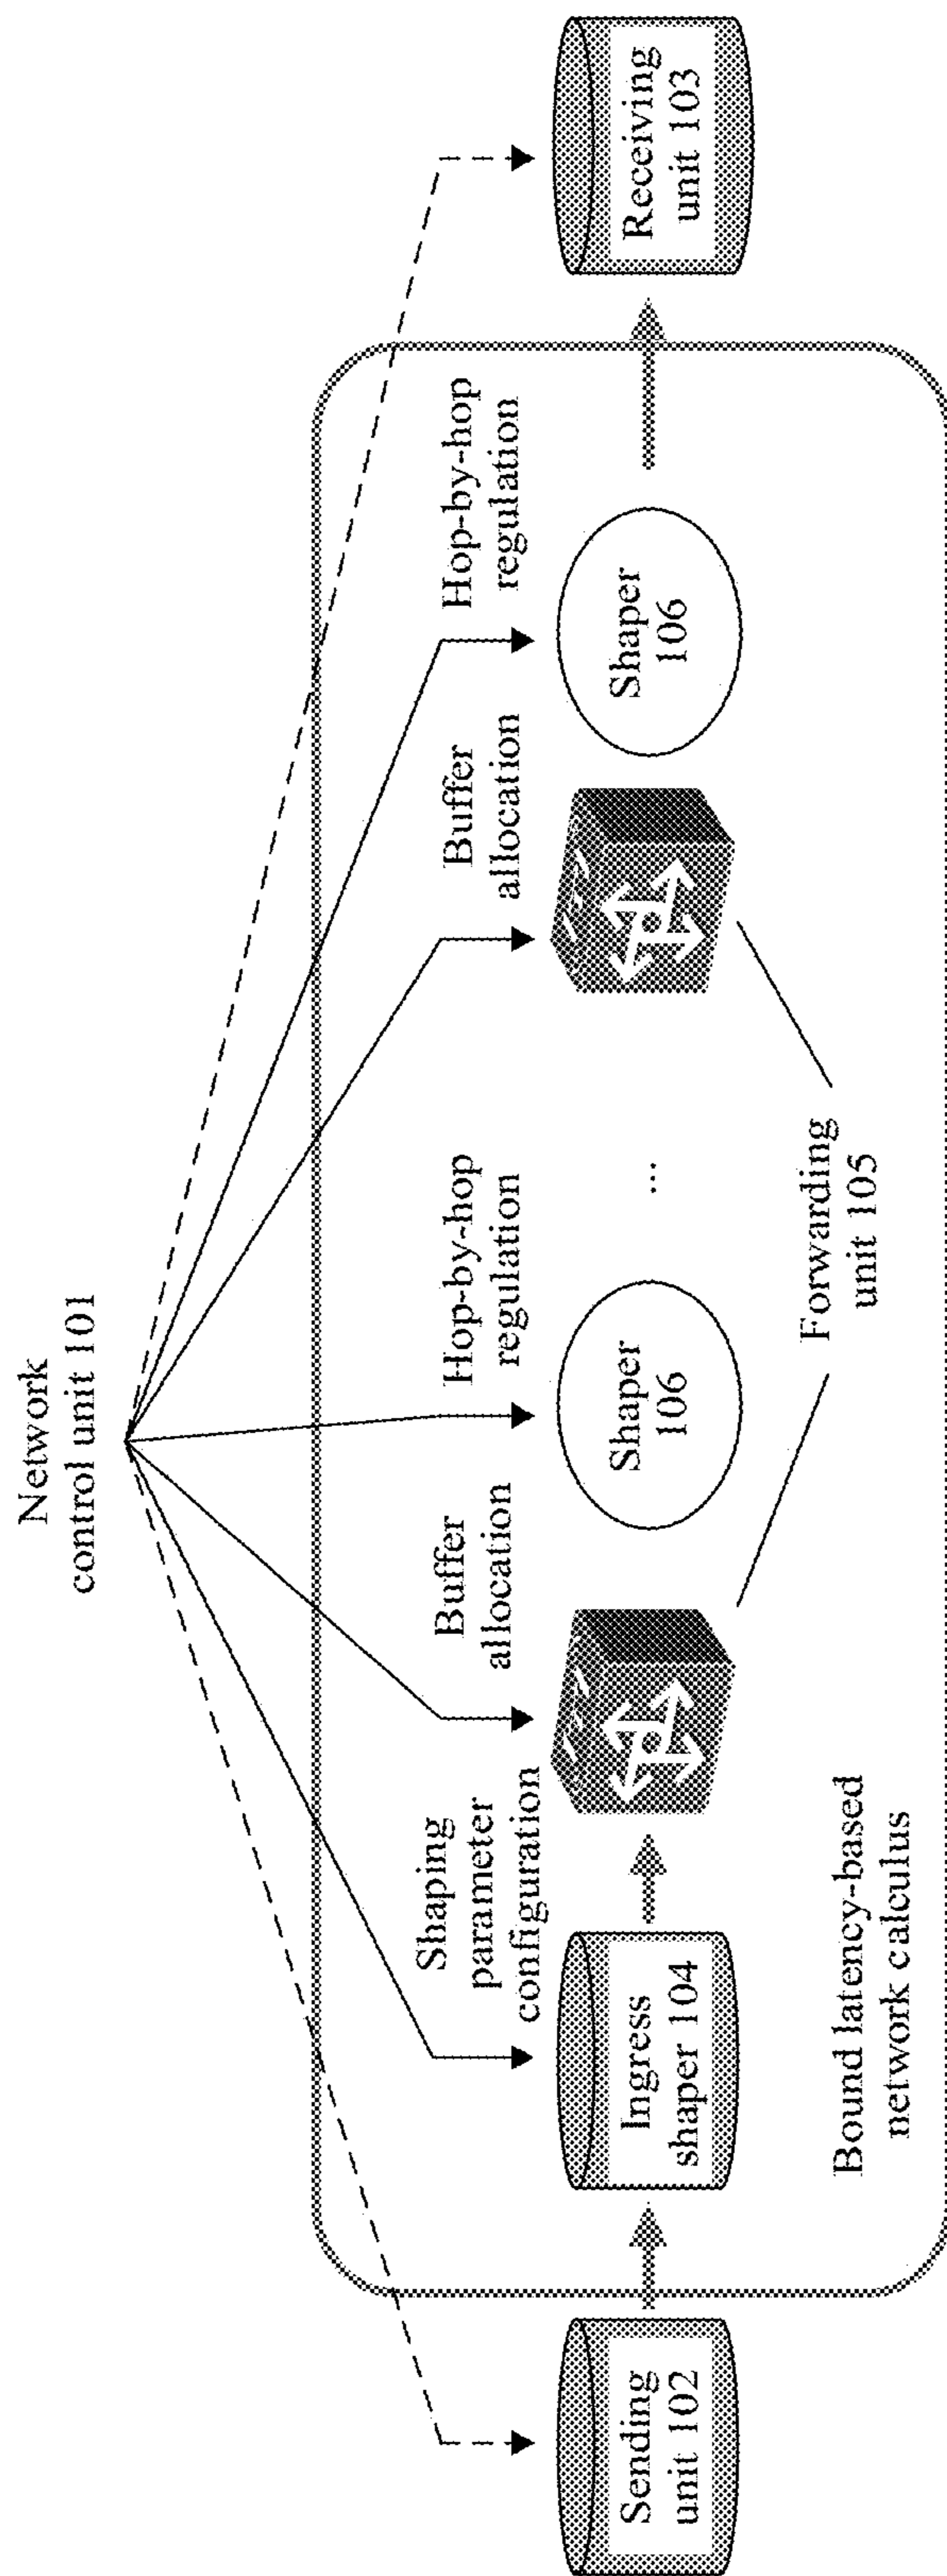 Network
control unit 101
Shaping
parameter
configuration
Buffer
allocation
Hop-by-hop
regulation
Buffer
allocation
Hop-by-hop
regulation
Sending
unit 102
Ingress
shaper 104
Shaper
106
...
Shaper
106
Receiving
unit 103
Forwarding
unit 105
Bound latency-based
network calculus